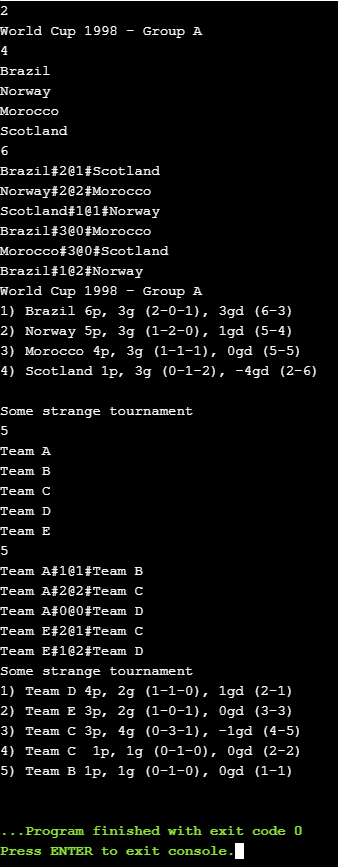 2
World Cup 1998 - Group A
4
Brazil
Norway
Morocco
Scotland
6
Brazil#2@1#Scotland
Norway#2@2#Morocco
Scotland#1@1#Norway
Brazil#3@0#Morocco
Morocco#3@0#Scotland
Brazil#1@2#Norway
World Cup 1998 - Group A
1) Brazil 6p, 3g (2-0-1), 3gd (6-3)
2) Norway 5p, 3g (1-2-0), 1gd (5-4)
3) Morocco 4p, 3g (1-1-1), 0gd (5-5)
4) Scotland 1p, 3g (0-1-2), -4gd (2-6)

Some strange tournament
5
Team A
Team B
Team C
Team D
Team E
5
Team A#1@1#Team B
Team A#2@2#Team C
Team A#0@0#Team D
Team E#2@1#Team C
Team E#1@2#Team D
Some strange tournament
1) Team D 4p, 2g (1-1-0), 1gd (2-1)
2) Team E 3p, 2g (1-0-1), 0gd (3-3)
3) Team C 3p, 4g (0-3-1), -1gd (4-5)
4) Team C  1p, 1g (0-1-0), 0gd (2-2)
5) Team B 1p, 1g (0-1-0), 0gd (1-1)

...Program finished with exit code 0
Press ENTER to exit console.